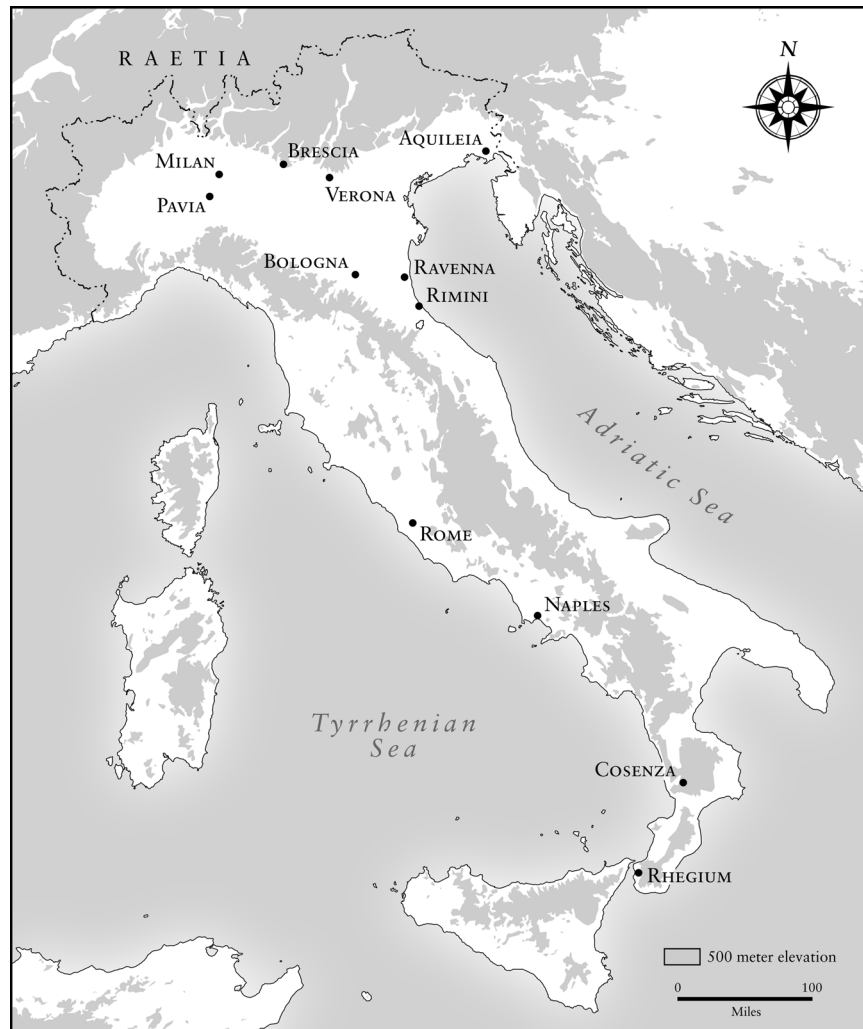 N
RAETIA
AQUILEIA
BRESCIA
MILAN
VERONA
PAVIA
BOLOGNA
RAVENNA
RIMINI
Adriatic Sea
ROME
NAPLES
Tyrrhenian
Sea
COSENZA
RHEGIUM
500 meter elevation
0 100
Miles